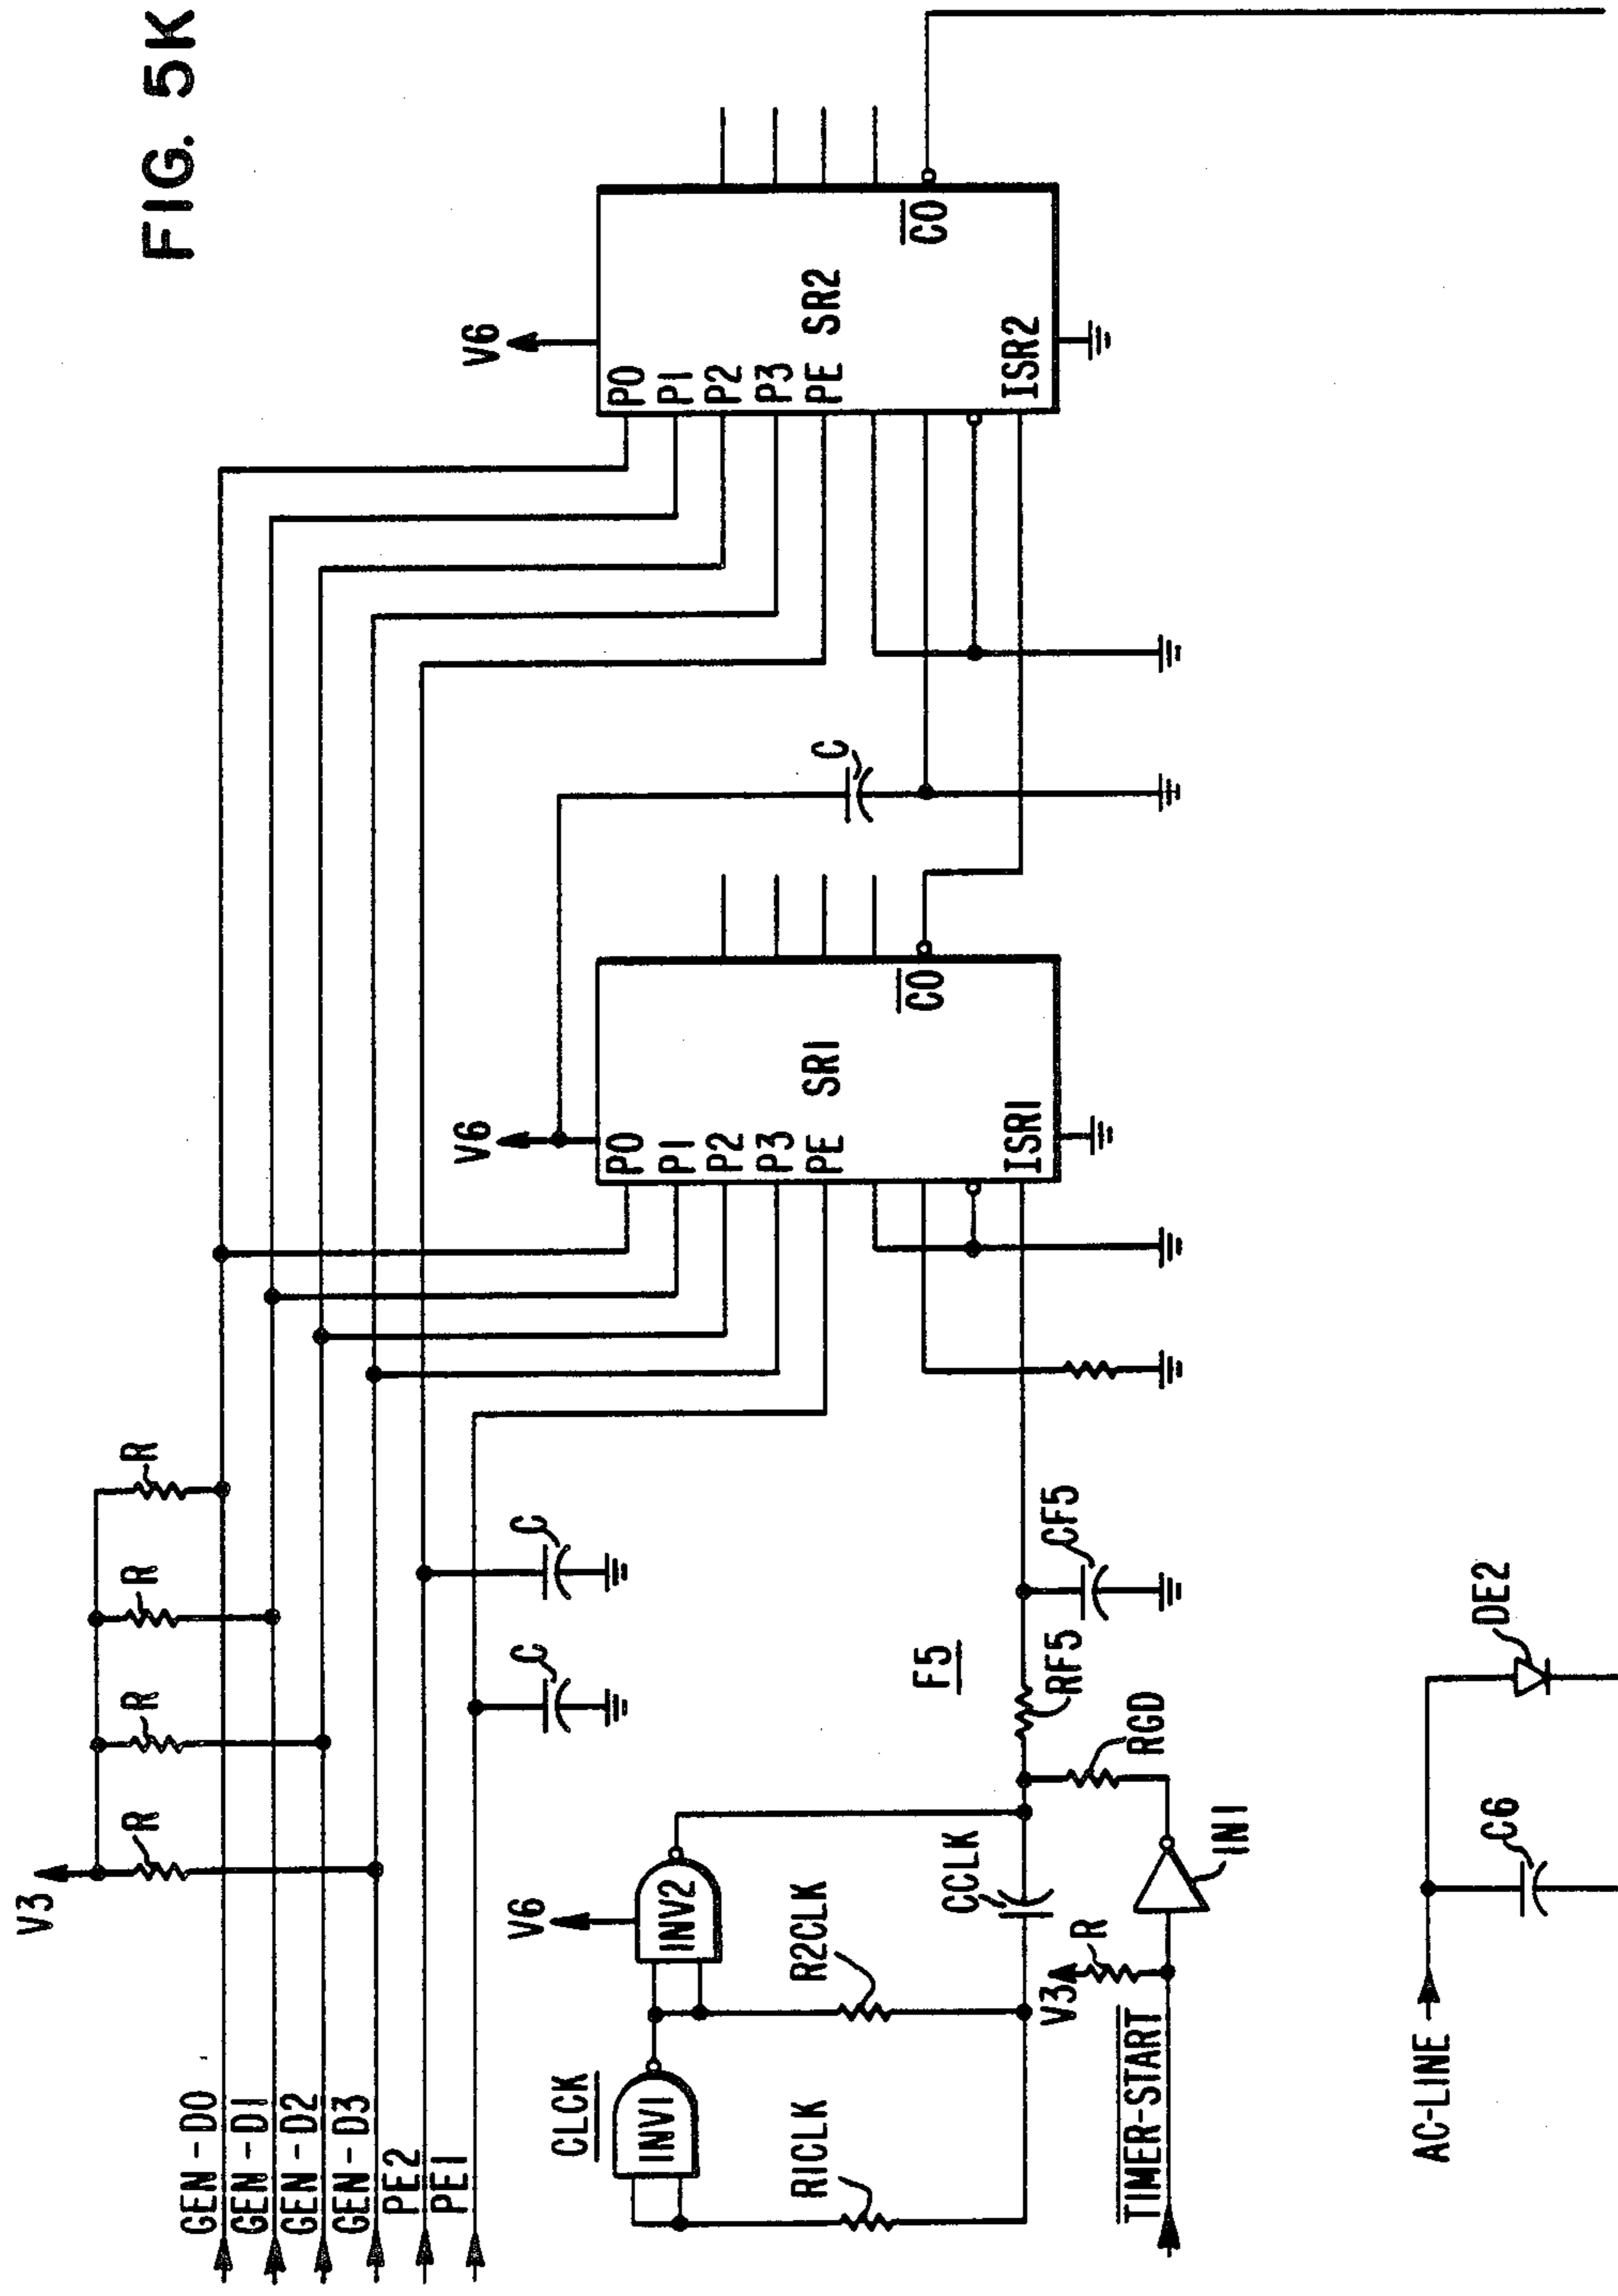 FIG. 5K
V3
R
R
R
R
GEN-D0
GEN-D1
GEN-D2
GEN-D3
PE2
PE1
C
C
V6
P0
P1
P2
P3
PE
SR1
CO
ISR1
C
V6
P0
P1
P2
P3
PE
SR2
CO
ISR2
CLCK
INV1
V6
INV2
R1CLK
R2CLK
CCLK
F5
RF5
CF5
RGD
V3
R
TIMER-START
IN1
AC-LINE
C6
DE2